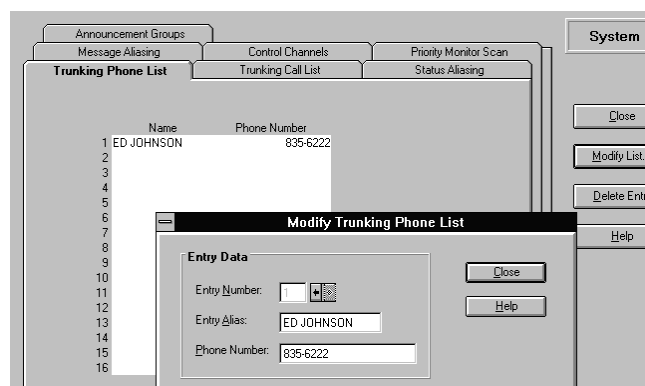 Announcement Groups
System
Message Aliasing Control Channels Priority Monitor Scan
Trunking Phone List Trunking Call List Status Aliasing
Close
Name Phone Number
1 ED JOHNSON 835-6222
2
Modify List.
3
4
Delete Entr
5
6
Modify Trunking Phone List
7
Help
8
Entry Data
9
Close
10
Entry Number: 1
11
12
Help
Entry Alias: ED JOHNSON
13
14
Phone Number: 835-6222
15
16